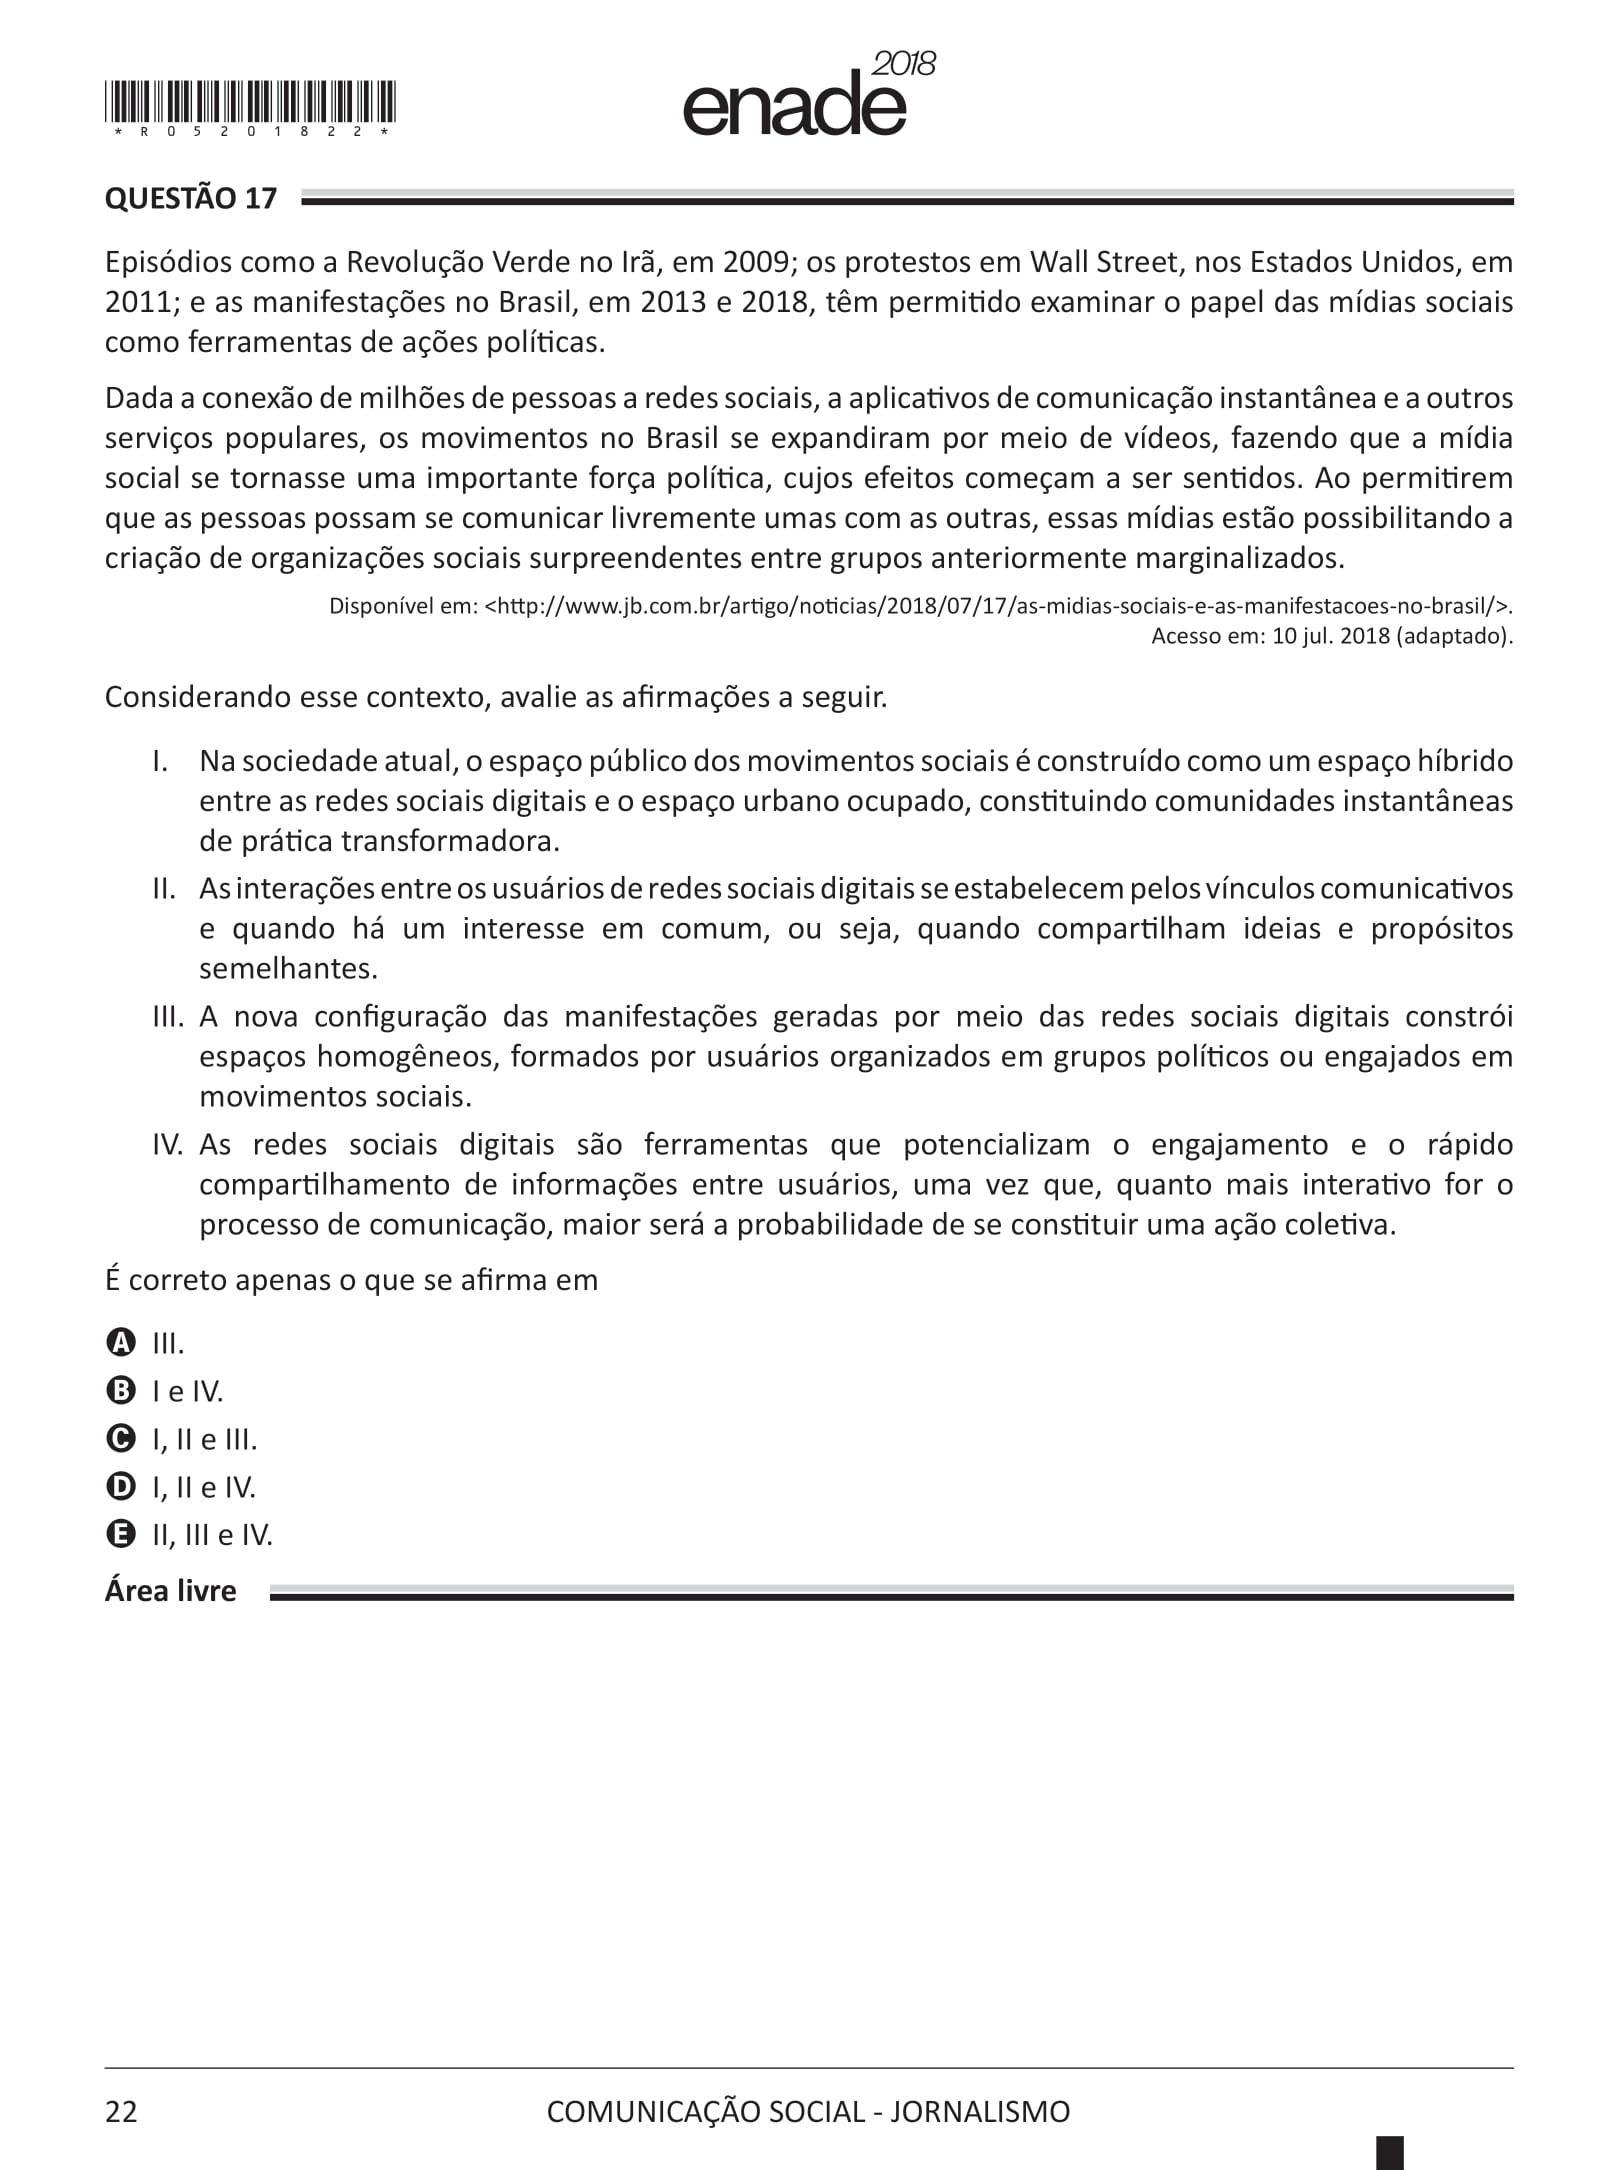 enade 2018
* R 0 5 2 0 1 8 2 2 *
QUESTÃO 17
Episódios como a Revolução Verde no Irã, em 2009; os protestos em Wall Street, nos Estados Unidos, em
2011; e as manifestações no Brasil, em 2013 e 2018, têm permitido examinar o papel das mídias sociais
como ferramentas de ações políticas.
Dada a conexão de milhões de pessoas a redes sociais, a aplicativos de comunicação instantânea e a outros
serviços populares, os movimentos no Brasil se expandiram por meio de vídeos, fazendo que a mídia
social se tornasse uma importante força política, cujos efeitos começam a ser sentidos. Ao permitirem
que as pessoas possam se comunicar livremente umas com as outras, essas mídias estão possibilitando a
criação de organizações sociais surpreendentes entre grupos anteriormente marginalizados.
Disponível em: <http://www.jb.com.br/artigo/noticias/2018/07/17/as-midias-sociais-e-as-manifestacoes-no-brasil/>.
Acesso em: 10 jul. 2018 (adaptado).
Considerando esse contexto, avalie as afirmações a seguir.
I. Na sociedade atual, o espaço público dos movimentos sociais é construído como um espaço híbrido
entre as redes sociais digitais e o espaço urbano ocupado, constituindo comunidades instantâneas
de prática transformadora.
II. As interações entre os usuários de redes sociais digitais se estabelecem pelos vínculos comunicativos
e quando há um interesse em comum, ou seja, quando compartilham ideias e propósitos
semelhantes.
III. A nova configuração das manifestações geradas por meio das redes sociais digitais constrói
espaços homogêneos, formados por usuários organizados em grupos políticos ou engajados em
movimentos sociais.
IV. As redes sociais digitais são ferramentas que potencializam o engajamento e o rápido
compartilhamento de informações entre usuários, uma vez que, quanto mais interativo for o
processo de comunicação, maior será a probabilidade de se constituir uma ação coletiva.
É correto apenas o que se afirma em
A III.
B I e IV.
C I, II e III.
D I, II e IV.
E II, III e IV.
Área livre
22 COMUNICAÇÃO SOCIAL - JORNALISMO